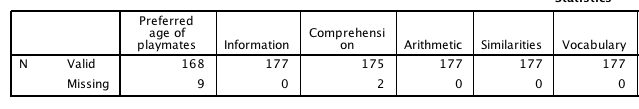 Preferred age of playmates Information Comprehension Arithmetic Similarities Vocabulary
N Valid 168 177 175 177 177 177
Missing 9 0 2 0 0 0